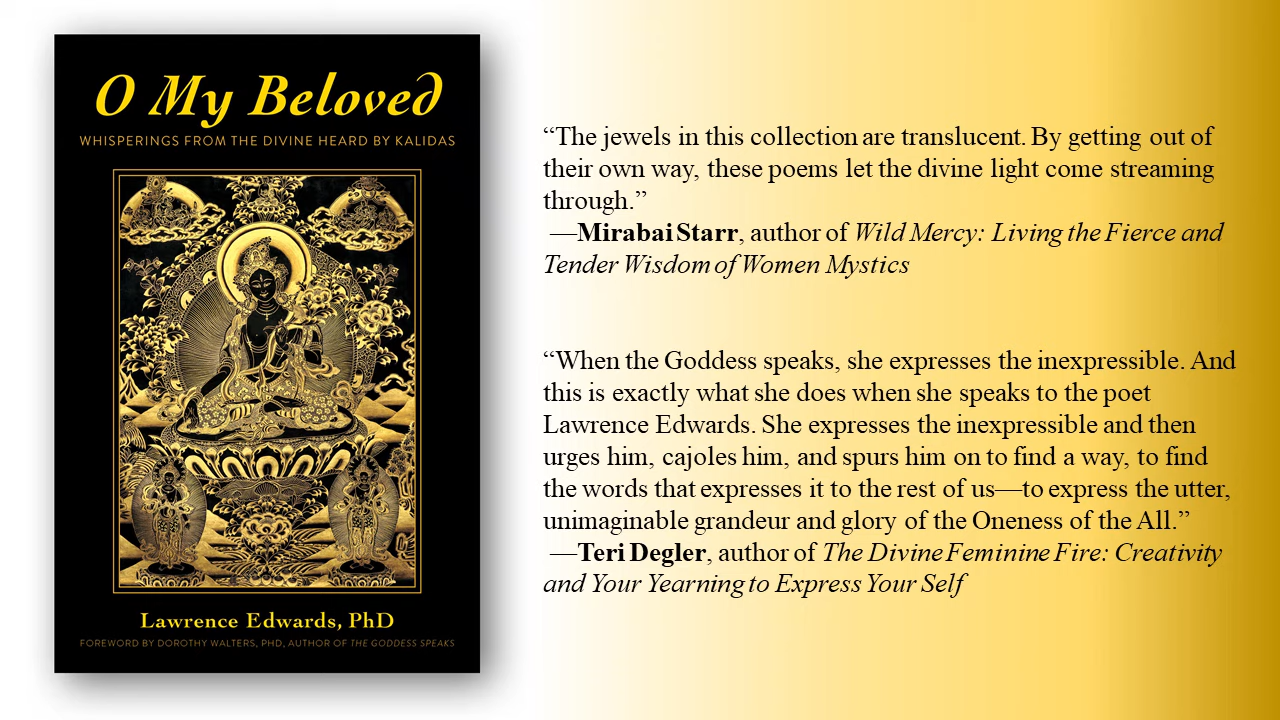 O My Beloved
WHISPERINGS FROM THE DIVINE HEARD BY KALIDAS
Lawrence Edwards, PhD
FOREWORD BY DOROTHY WALTERS, PHD, AUTHOR OF THE GODDESS SPEAKS
“The jewels in this collection are translucent. By getting out of
their own way, these poems let the divine light come streaming
through.”
—Mirabai Starr, author of Wild Mercy: Living the Fierce and
Tender Wisdom of Women Mystics
“When the Goddess speaks, she expresses the inexpressible. And
this is exactly what she does when she speaks to the poet
Lawrence Edwards. She expresses the inexpressible and then
urges him, cajoles him, and spurs him on to find a way, to find
the words that expresses it to the rest of us—to express the utter,
unimaginable grandeur and glory of the Oneness of the All.”
—Teri Degler, author of The Divine Feminine Fire: Creativity
and Your Yearning to Express Your Self